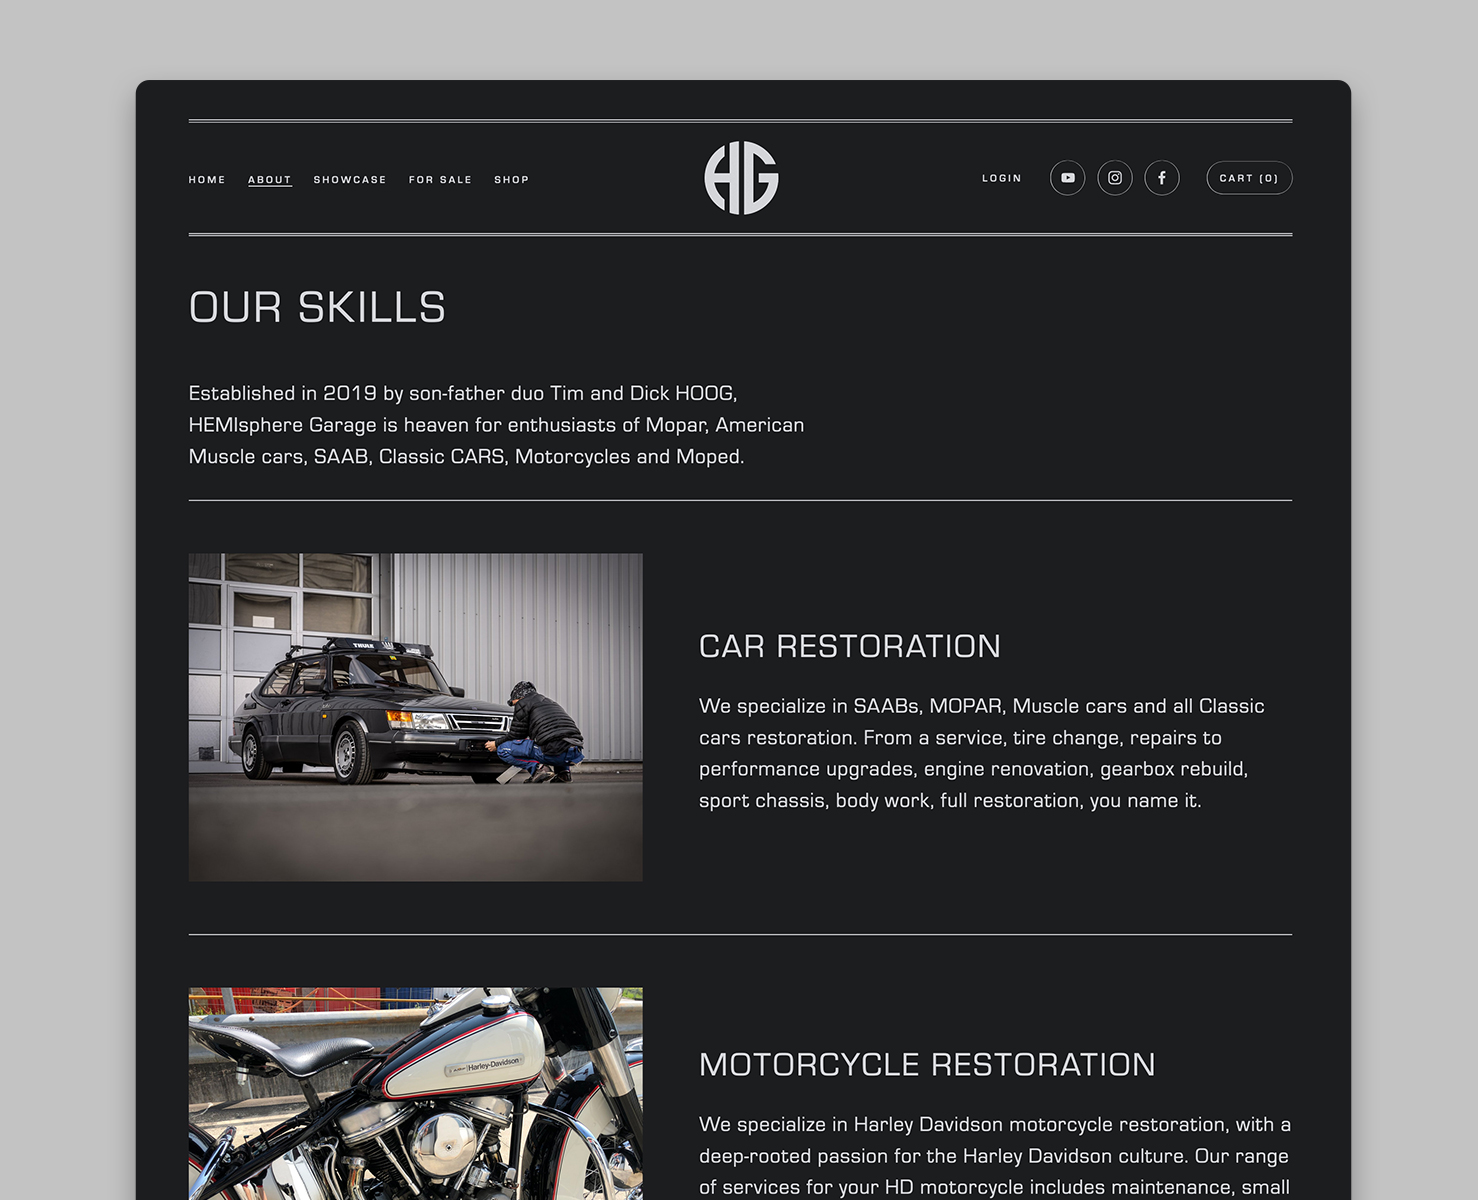 HOME ABOUT SHOWCASE FOR SALE SHOP HG LOGIN CART (0)
OUR SKILLS
Established in 2019 by son-father duo Tim and Dick HOOG,
HEMIsphere Garage is heaven for enthusiasts of Mopar, American
Muscle cars, SAAB, Classic CARS, Motorcycles and Moped.
THULE
CAR RESTORATION
We specialize in SAABs, MOPAR, Muscle cars and all Classic
cars restoration. From a service, tire change, repairs to
performance upgrades, engine renovation, gearbox rebuild,
sport chassis, body work, full restoration, you name it.
Harley-Davidson
MOTORCYCLE RESTORATION
We specialize in Harley Davidson motorcycle restoration, with a
deep-rooted passion for the Harley Davidson culture. Our range
of services for your HD motorcycle includes maintenance, small